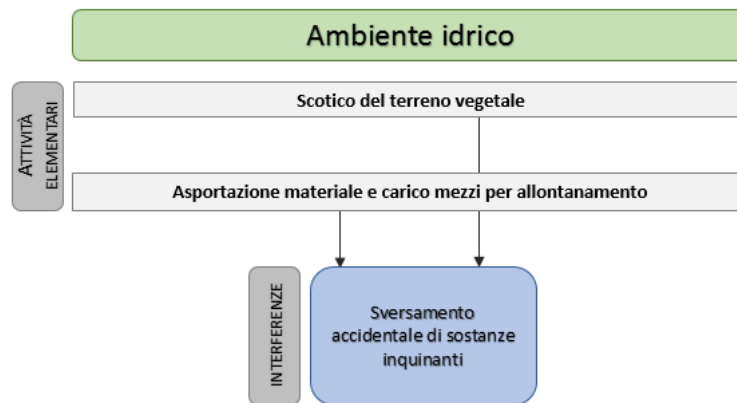 Ambiente idrico
ATTIVITÀ
ELEMENTARI
Scotico del terreno vegetale
Asportazione materiale e carico mezzi per allontanamento
INTERFERENZE
Sversamento
accidentale di sostanze
inquinanti